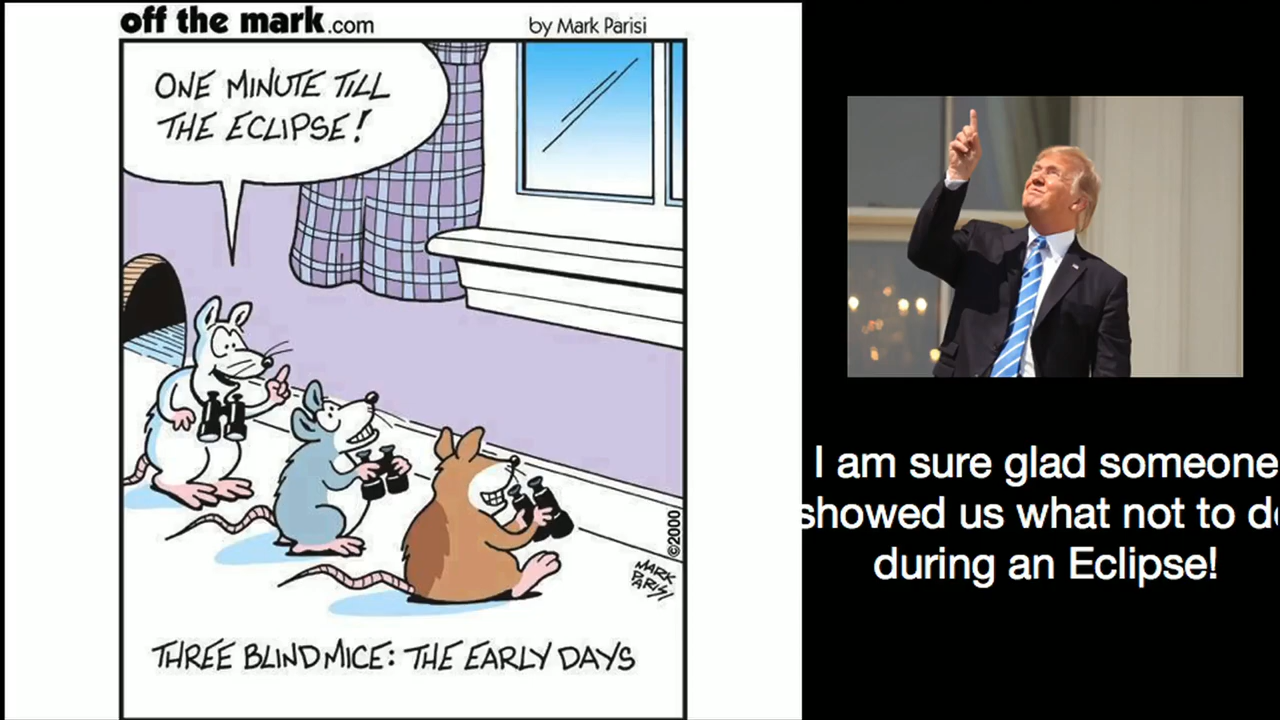 off the mark.com by Mark Parisi
ONE MINUTE TILL
THE ECLIPSE!
©2000
MARK
PARISI
THREE BLIND MICE: THE EARLY DAYS
I am sure glad someone
showed us what not to do
during an Eclipse!